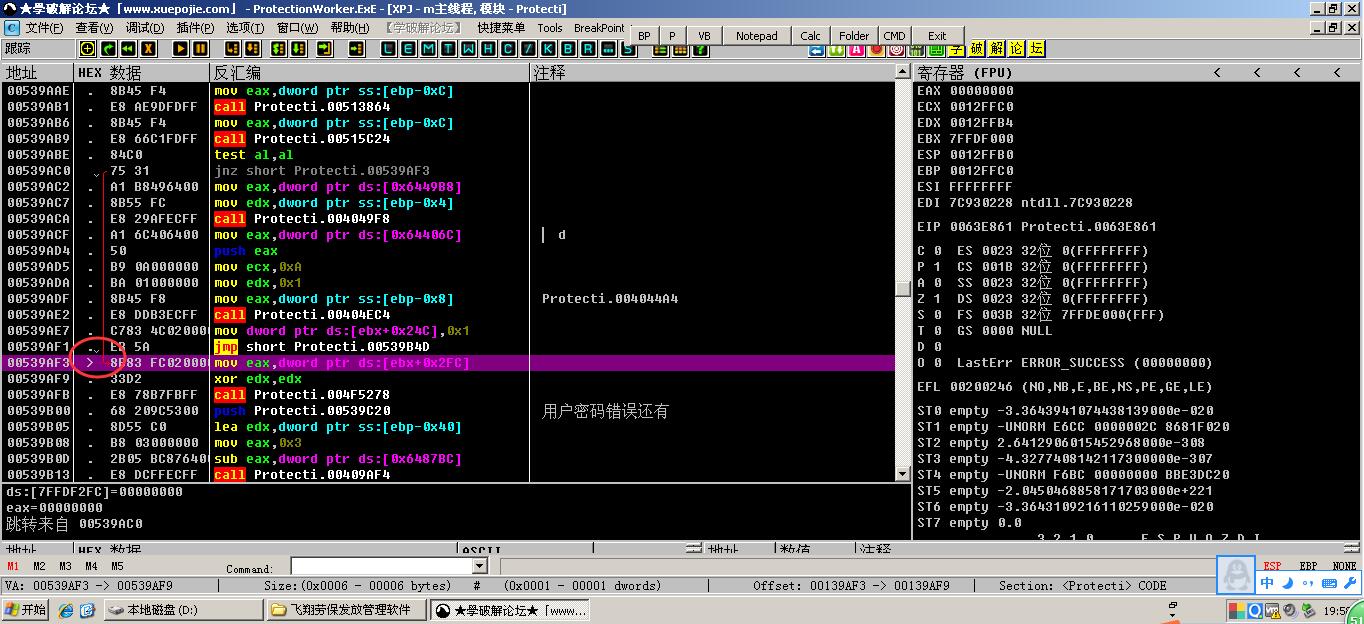 ★学破解论坛★「www.xuepojie.com」 - ProtectionWorker.ExE - [XPJ - m主线程, 模块 - Protecti]
文件(F) 查看(V) 调试(D) 插件(P) 选项(T) 窗口(W) 帮助(H) 【学破解论坛】 快捷菜单 Tools BreakPoint
BP P VB Notepad Calc Folder CMD Exit
跟踪 L E M T W H C / K B R ... S 字 破 解 论 坛
地址 HEX 数据 反汇编 注释
00539AAE . 8B45 F4 mov eax,dword ptr ss:[ebp-0xC]
00539AB1 . E8 AE9DFDFF call Protecti.00513864
00539AB6 . 8B45 F4 mov eax,dword ptr ss:[ebp-0xC]
00539AB9 . E8 66C1FDFF call Protecti.00515C24
00539ABE . 84C0 test al,al
00539AC0 . 75 31 jnz short Protecti.00539AF3
00539AC2 . A1 B8496400 mov eax,dword ptr ds:[0x6449B8]
00539AC7 . 8B55 FC mov edx,dword ptr ss:[ebp-0x4]
00539ACA . E8 29AFECFF call Protecti.004049F8
00539ACF . A1 6C406400 mov eax,dword ptr ds:[0x64406C] | d
00539AD4 . 50 push eax
00539AD5 . B9 0A000000 mov ecx,0xA
00539ADA . BA 01000000 mov edx,0x1
00539ADF . 8B45 F8 mov eax,dword ptr ss:[ebp-0x8] Protecti.004044A4
00539AE2 . E8 DDB3ECFF call Protecti.00404EC4
00539AE7 . C783 4C02000 mov dword ptr ds:[ebx+0x24C],0x1
00539AF1 . EB 5A jmp short Protecti.00539B4D
00539AF3 > 8B83 FC02000 mov eax,dword ptr ds:[ebx+0x2FC]
00539AF9 . 33D2 xor edx,edx
00539AFB . E8 78B7FBFF call Protecti.004F5278
00539B00 . 68 209C5300 push Protecti.00539C20 用户密码错误还有
00539B05 . 8D55 C0 lea edx,dword ptr ss:[ebp-0x40]
00539B08 . B8 03000000 mov eax,0x3
00539B0D . 2B05 BC87640 sub eax,dword ptr ds:[0x6487BC]
00539B13 . E8 DCFFECFF call Protecti.00409AF4
ds:[7FFDF2FC]=00000000
eax=00000000
跳转来自 00539AC0
寄存器 (FPU) < < < <
EAX 00000000
ECX 0012FFC0
EDX 0012FFB4
EBX 7FFDF000
ESP 0012FFB0
EBP 0012FFC0
ESI FFFFFFFF
EDI 7C930228 ntdll.7C930228
EIP 0063E861 Protecti.0063E861
C 0 ES 0023 32位 0(FFFFFFFF)
P 1 CS 001B 32位 0(FFFFFFFF)
A 0 SS 0023 32位 0(FFFFFFFF)
Z 1 DS 0023 32位 0(FFFFFFFF)
S 0 FS 003B 32位 7FFDE000(FFF)
T 0 GS 0000 NULL
D 0
O 0 LastErr ERROR_SUCCESS (00000000)
EFL 00200246 (NO,NB,E,BE,NS,PE,GE,LE)
ST0 empty -3.3643941074438139000e-020
ST1 empty -UNORM E6CC 0000002C 8681F020
ST2 empty 2.6412906015452968000e-308
ST3 empty -4.3277408142117300000e-307
ST4 empty -UNORM F6BC 00000000 BBE3DC20
ST5 empty -2.0450468858171703000e+221
ST6 empty -3.3643109216110259000e-020
ST7 empty 0.0
3 2 1 0 E S P U O Z D I
地址 HEX 数据 ASCII 地址 数值 注释
M1 M2 M3 M4 M5 Command: ESP EBP NONE
VA: 00539AF3 -> 00539AF9 Size:(0x0006 - 00006 bytes) # (0x0001 - 00001 dwords) Offset: 00139AF3 -> 00139AF9 Section: <Protecti> CODE
中
开始 本地磁盘 (D:) 飞翔劳保发放管理软件 ★学破解论坛★「www... 19:58
51